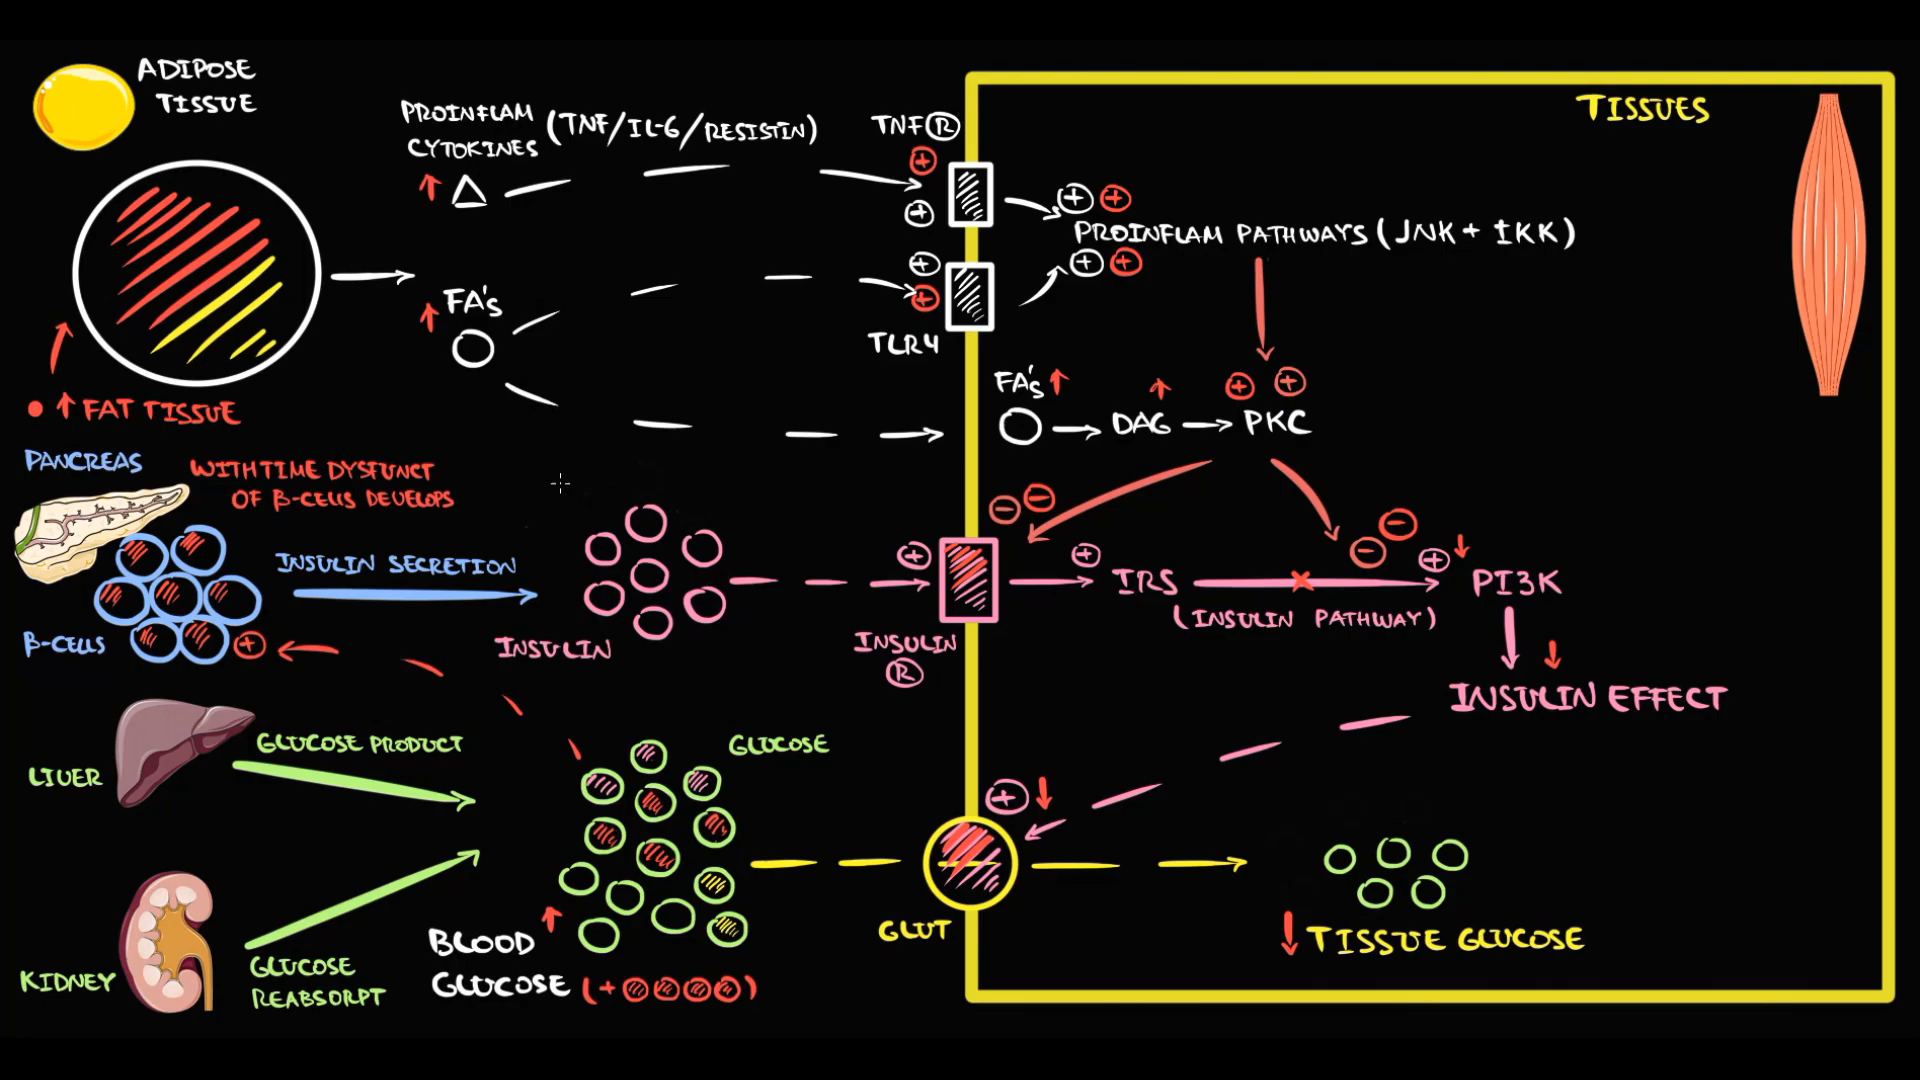 ADIPOSE
TISSUE
PROINFLAM
CYTOKINES
(TNF/IL-6/RESISTIN)
TNF R
TISSUES
PROINFLAM PATHWAYS (JNK + IKK)
FA's
TLR4
↑ FAT TISSUE
FA's ↑
DAG
PKC
PANCREAS
WITH TIME DYSFUNCT
OF β-CELLS DEVELOPS
INSULIN SECRETION
β-CELLS
INSULIN
INSULIN
R
IRS
(INSULIN PATHWAY)
PI3K
INSULIN EFFECT
LIVER
GLUCOSE PRODUCT
GLUCOSE
KIDNEY
GLUCOSE
REABSORPT
BLOOD
GLUCOSE (+ )
GLUT
↓ TISSUE GLUCOSE